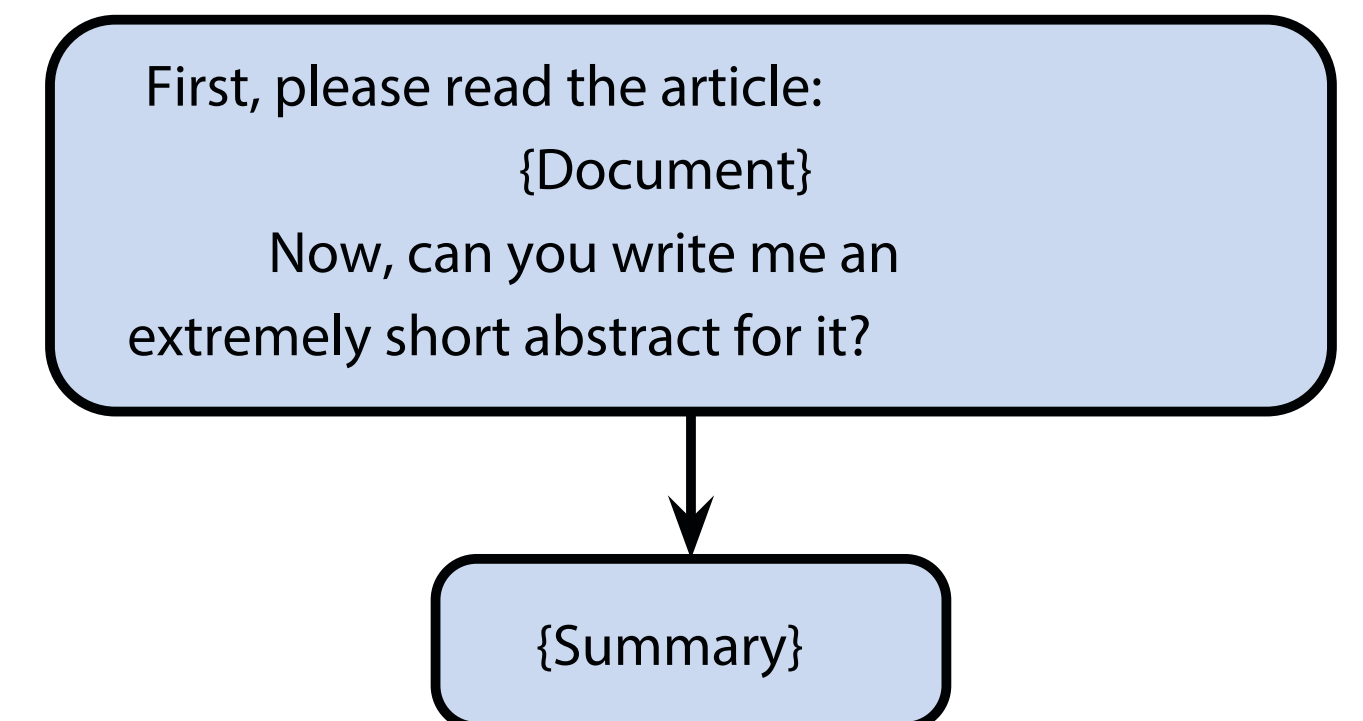 First, please read the article:
{Document}
Now, can you write me an
extremely short abstract for it?
{Summary}